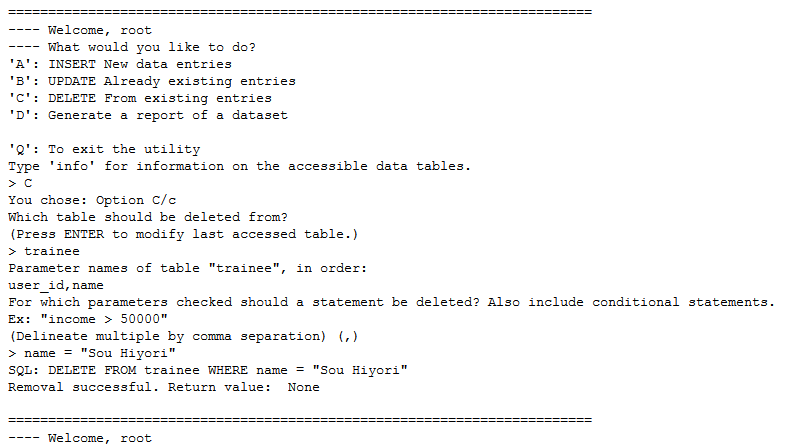 =========================================================================
---- Welcome, root
---- What would you like to do?
'A': INSERT New data entries
'B': UPDATE Already existing entries
'C': DELETE From existing entries
'D': Generate a report of a dataset
'Q': To exit the utility
Type 'info' for information on the accessible data tables.
> C
You chose: Option C/c
Which table should be deleted from?
(Press ENTER to modify last accessed table.)
> trainee
Parameter names of table "trainee", in order:
user_id,name
For which parameters checked should a statement be deleted? Also include conditional statements.
Ex: "income > 50000"
(Delineate multiple by comma separation) (,)
> name = "Sou Hiyori"
SQL: DELETE FROM trainee WHERE name = "Sou Hiyori"
Removal successful. Return value:  None
=========================================================================
---- Welcome, root